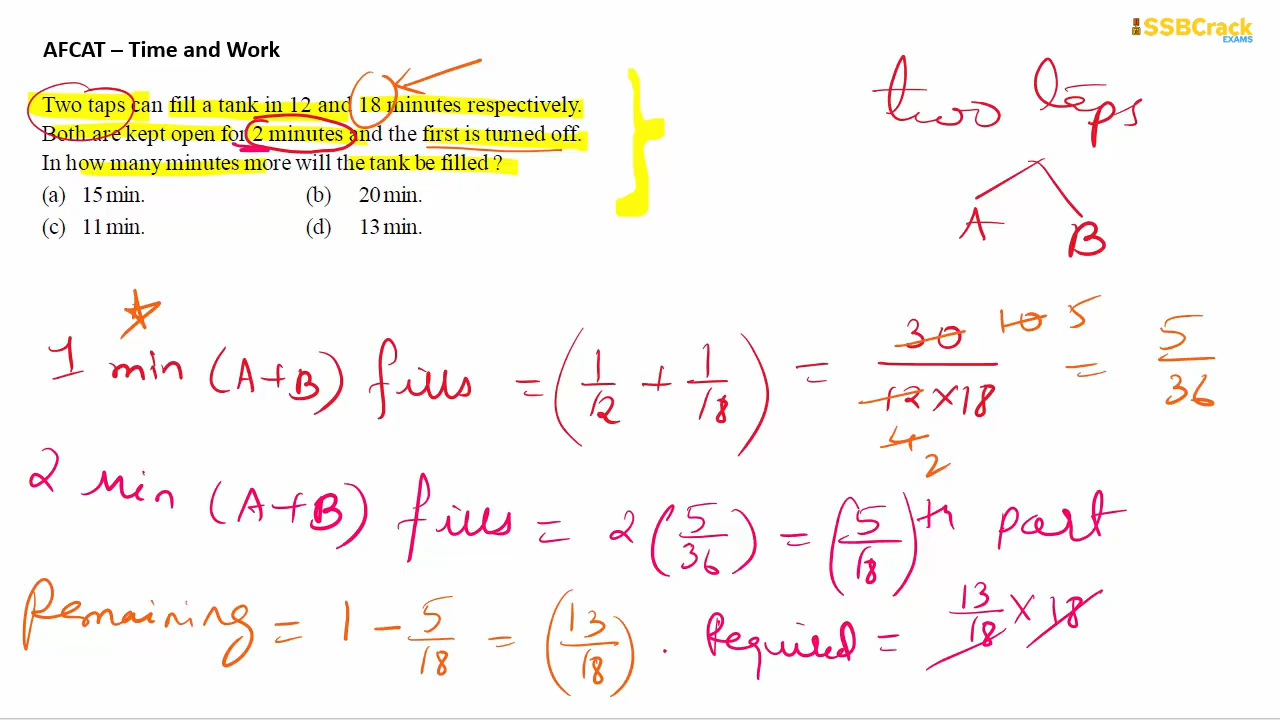 SSBCrack
EXAMS
AFCAT – Time and Work
Two taps can fill a tank in 12 and 18 minutes respectively.
Both are kept open for 2 minutes and the first is turned off.
In how many minutes more will the tank be filled ?
(a) 15 min. (b) 20 min.
(c) 11 min. (d) 13 min.
two taps
A B
1 min (A+B) fills = (1/12 + 1/18) = 30/12×18 10 5 = 5/36
4 2
2 Min (A+B) fills = 2(5/36) = (5/18)th part
Remaining = 1 - 5/18 = (13/18). Required = 13/18 × 18